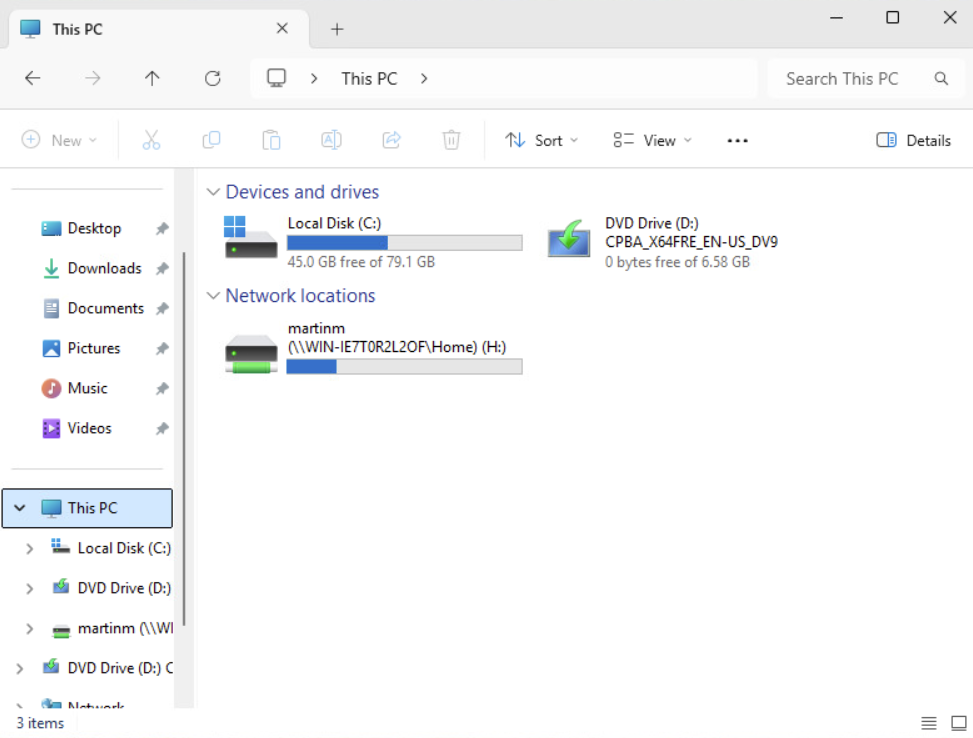 This PC
This PC
Search This PC
New
Sort
View
Details
Desktop
Downloads
Documents
Pictures
Music
Videos
This PC
Local Disk (C:)
DVD Drive (D:)
martinm (\\WI
DVD Drive (D:) C
Network
Devices and drives
Local Disk (C:)
45.0 GB free of 79.1 GB
DVD Drive (D:)
CPBA_X64FRE_EN-US_DV9
0 bytes free of 6.58 GB
Network locations
martinm
(\\WIN-IE7T0R2L2OF\Home) (H:)
3 items